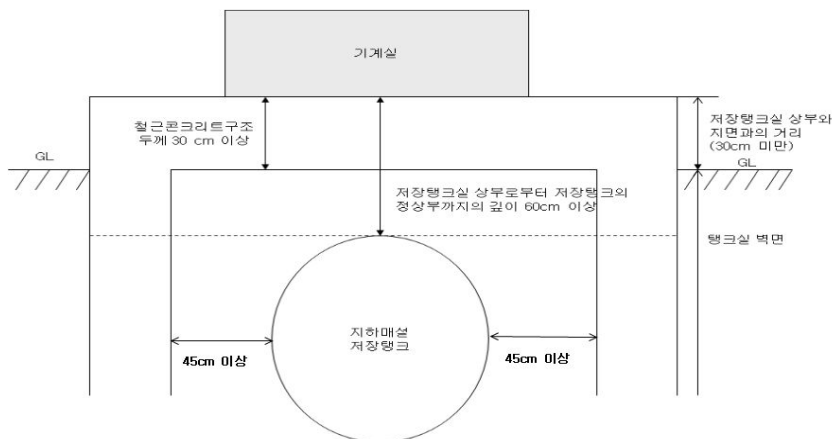 기계실
철근콘크리트구조
두께 30 cm 이상
저장탱크실 상부와
지면과의 거리
(30cm 미만)
GL
GL
저장탱크실 상부로부터 저장탱크의
정상부까지의 깊이 60cm 이상
탱크실 벽면
지하매설
저장탱크
45cm 이상
45cm 이상